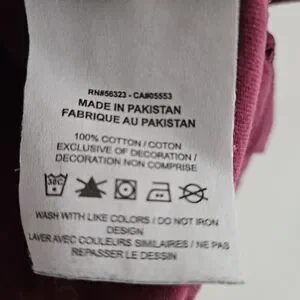 RN#56323 - CA#05553
MADE IN PAKISTAN
FABRIQUE AU PAKISTAN
100% COTTON / COTON
EXCLUSIVE OF DECORATION /
DECORATION NON COMPRISE
30C
WASH WITH LIKE COLORS / DO NOT IRON
DESIGN
LAVER AVEC COULEURS SIMILAIRES / NE PAS
REPASSER LE DESSIN